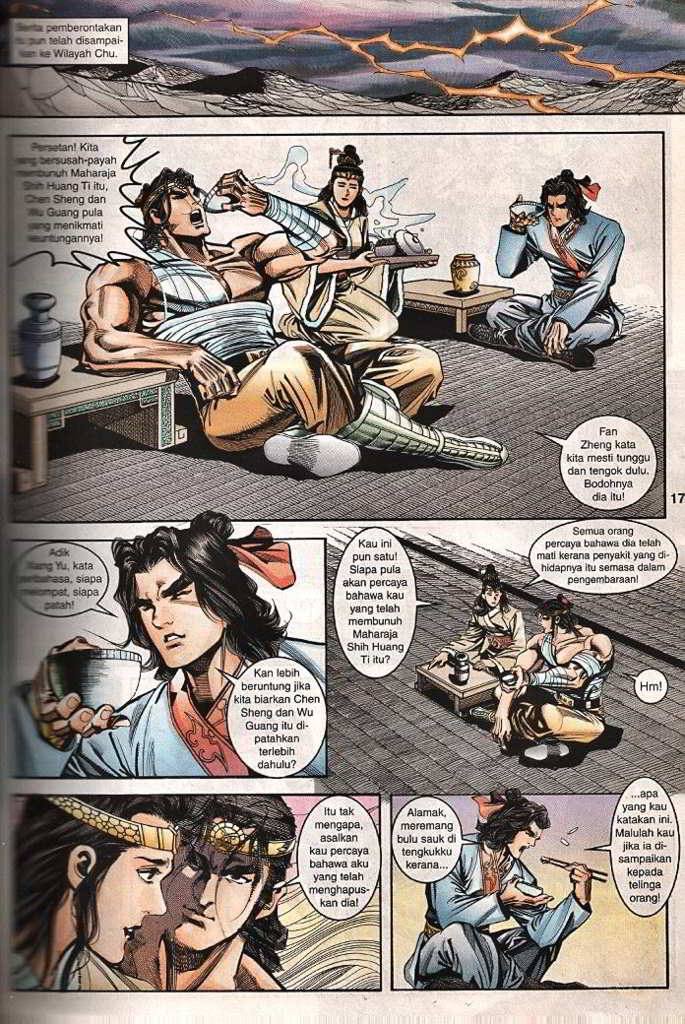 Berita pemberontakan
itu pun telah disampai-
kan ke Wilayah Chu.
Persetan! Kita
yang bersusah-payah
membunuh Maharaja
Shih Huang Ti itu,
Chen Sheng dan
Wu Guang pula
yang menikmati
keuntungannya!
Fan
Zheng kata
kita mesti tunggu
dan tengok dulu.
Bodohnya
dia itu!
17
Adik
Xiang Yu, kata
peribahasa, siapa
melompat, siapa
patah!
Kan lebih
beruntung jika
kita biarkan Chen
Sheng dan Wu
Guang itu di-
patahkan
terlebih
dahulu?
Kau ini
pun satu!
Siapa pula
akan percaya
bahawa kau
yang telah
membunuh
Maharaja
Shih Huang
Ti itu?
Semua orang
percaya bahawa dia telah
mati kerana penyakit yang di-
hidapnya itu semasa dalam
pengembaraan!
Hm!
Itu tak
mengapa,
asalkan
kau percaya
bahawa aku
yang telah
menghapus-
kan dia!
Alamak,
meremang
bulu sauk di
tengkukku
kerana...
...apa
yang kau
katakan itu.
Malulah kau
jika ia di-
sampaikan
kepada
telinga
orang!